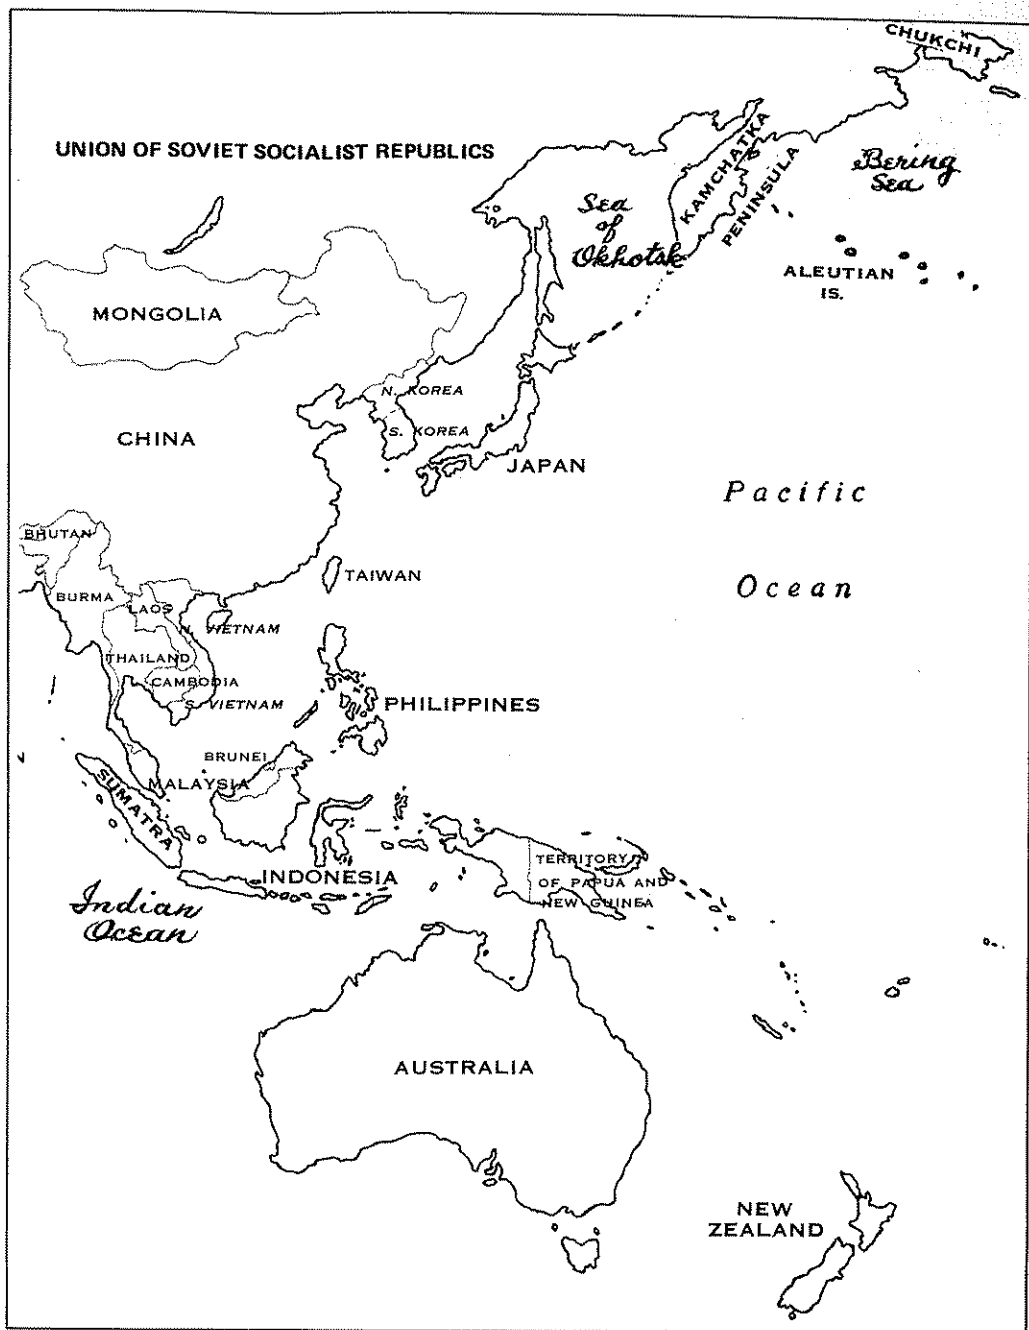 CHUKCHI
UNION OF SOVIET SOCIALIST REPUBLICS
KAMCHATKA
PENINSULA
Bering
Sea
Sea
of
Okhotsk
ALEUTIAN
IS.
MONGOLIA
N. KOREA
S. KOREA
CHINA
JAPAN
Pacific
Ocean
BHUTAN
TAIWAN
BURMA
LAOS
N. VIETNAM
THAILAND
CAMBODIA
S. VIETNAM
PHILIPPINES
BRUNEI
MALAYSIA
SUMATRA
INDONESIA
TERRITORY
OF PAPUA AND
NEW GUINEA
Indian
Ocean
AUSTRALIA
NEW
ZEALAND